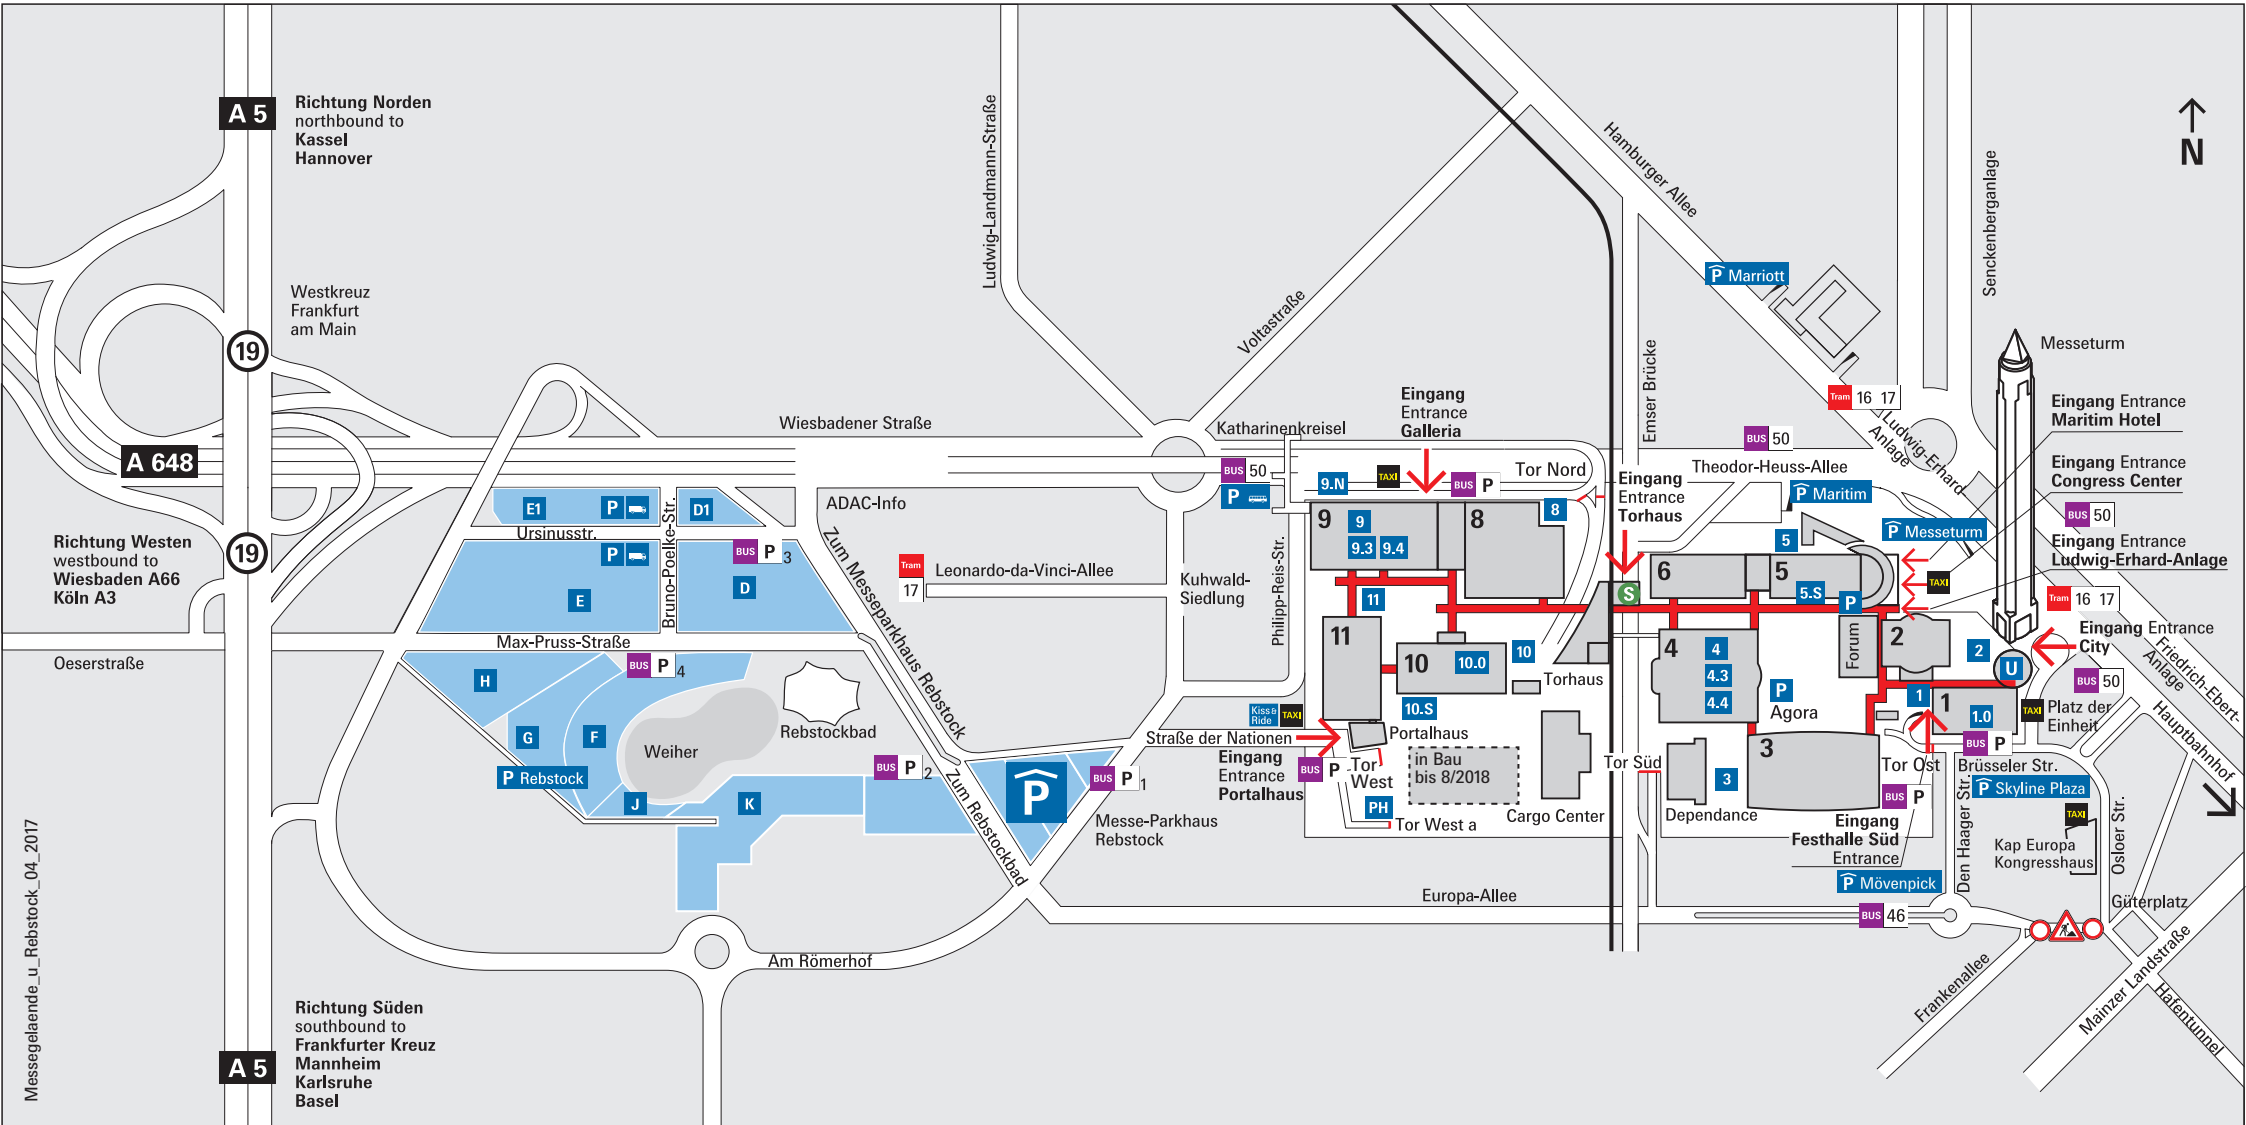 A 5
Richtung Norden
northbound to
Kassel
Hannover
Westkreuz
Frankfurt
am Main
19
A 648
19
Richtung Westen
westbound to
Wiesbaden A66
Köln A3
Oeserstraße
Richtung Süden
southbound to
Frankfurter Kreuz
Mannheim
Karlsruhe
Basel
A 5
Messegelaende_u_Rebstock_04_2017
Ludwig-Landmann-Straße
Voltastraße
Wiesbadener Straße
Katharinenkreisel
ADAC-Info
E1
P
D1
Ursinusstr.
Bruno-Poelke-Str.
P
BUS P 3
E
D
Max-Pruss-Straße
Zum Messeparkhaus Rebstock
Tram
17
Leonardo-da-Vinci-Allee
Kuhwald-
Siedlung
Philipp-Reis-Str.
H
BUS P 4
G
F
Weiher
Rebstockbad
P Rebstock
J
K
BUS P 2
Zum Rebstockbad
P
BUS P 1
Messe-Parkhaus
Rebstock
Am Römerhof
Europa-Allee
Straße der Nationen
Kiss&
Ride
TAXI
Eingang
Entrance
Portalhaus
BUS P
Tor
West
PH
Tor West a
Portalhaus
in Bau
bis 8/2018
Cargo Center
BUS 50
P
9.N
TAXI
Eingang
Entrance
Galleria
BUS P
Tor Nord
9
9
9.3
9.4
8
8
11
11
10
10.0
10
10.S
Torhaus
Eingang
Entrance
Torhaus
S
Emser Brücke
Hamburger Allee
Senckenberganlage
N
P Marriott
Messeturm
Tram 16 17
Ludwig-Erhard-
Anlage
BUS 50
Theodor-Heuss-Allee
P Maritim
P Messeturm
Eingang Entrance
Maritim Hotel
Eingang Entrance
Congress Center
BUS 50
Eingang Entrance
Ludwig-Erhard-Anlage
TAXI
Tram 16 17
Eingang Entrance
City
Friedrich-Ebert-
Anlage
BUS 50
6
5
5
5.S
P
4
4
4.3
4.4
Forum
2
2
U
P
Agora
1
1
1.0
TAXI
Platz der
Einheit
Hauptbahnhof
BUS P
Brüsseler Str.
3
3
Tor Süd
Dependance
Tor Ost
BUS P
Eingang
Festhalle Süd
Entrance
P Mövenpick
BUS 46
Den Haager Str.
P Skyline Plaza
TAXI
Kap Europa
Kongresshaus
Osloer Str.
Güterplatz
Frankenallee
Mainzer Landstraße
Hafentunnel